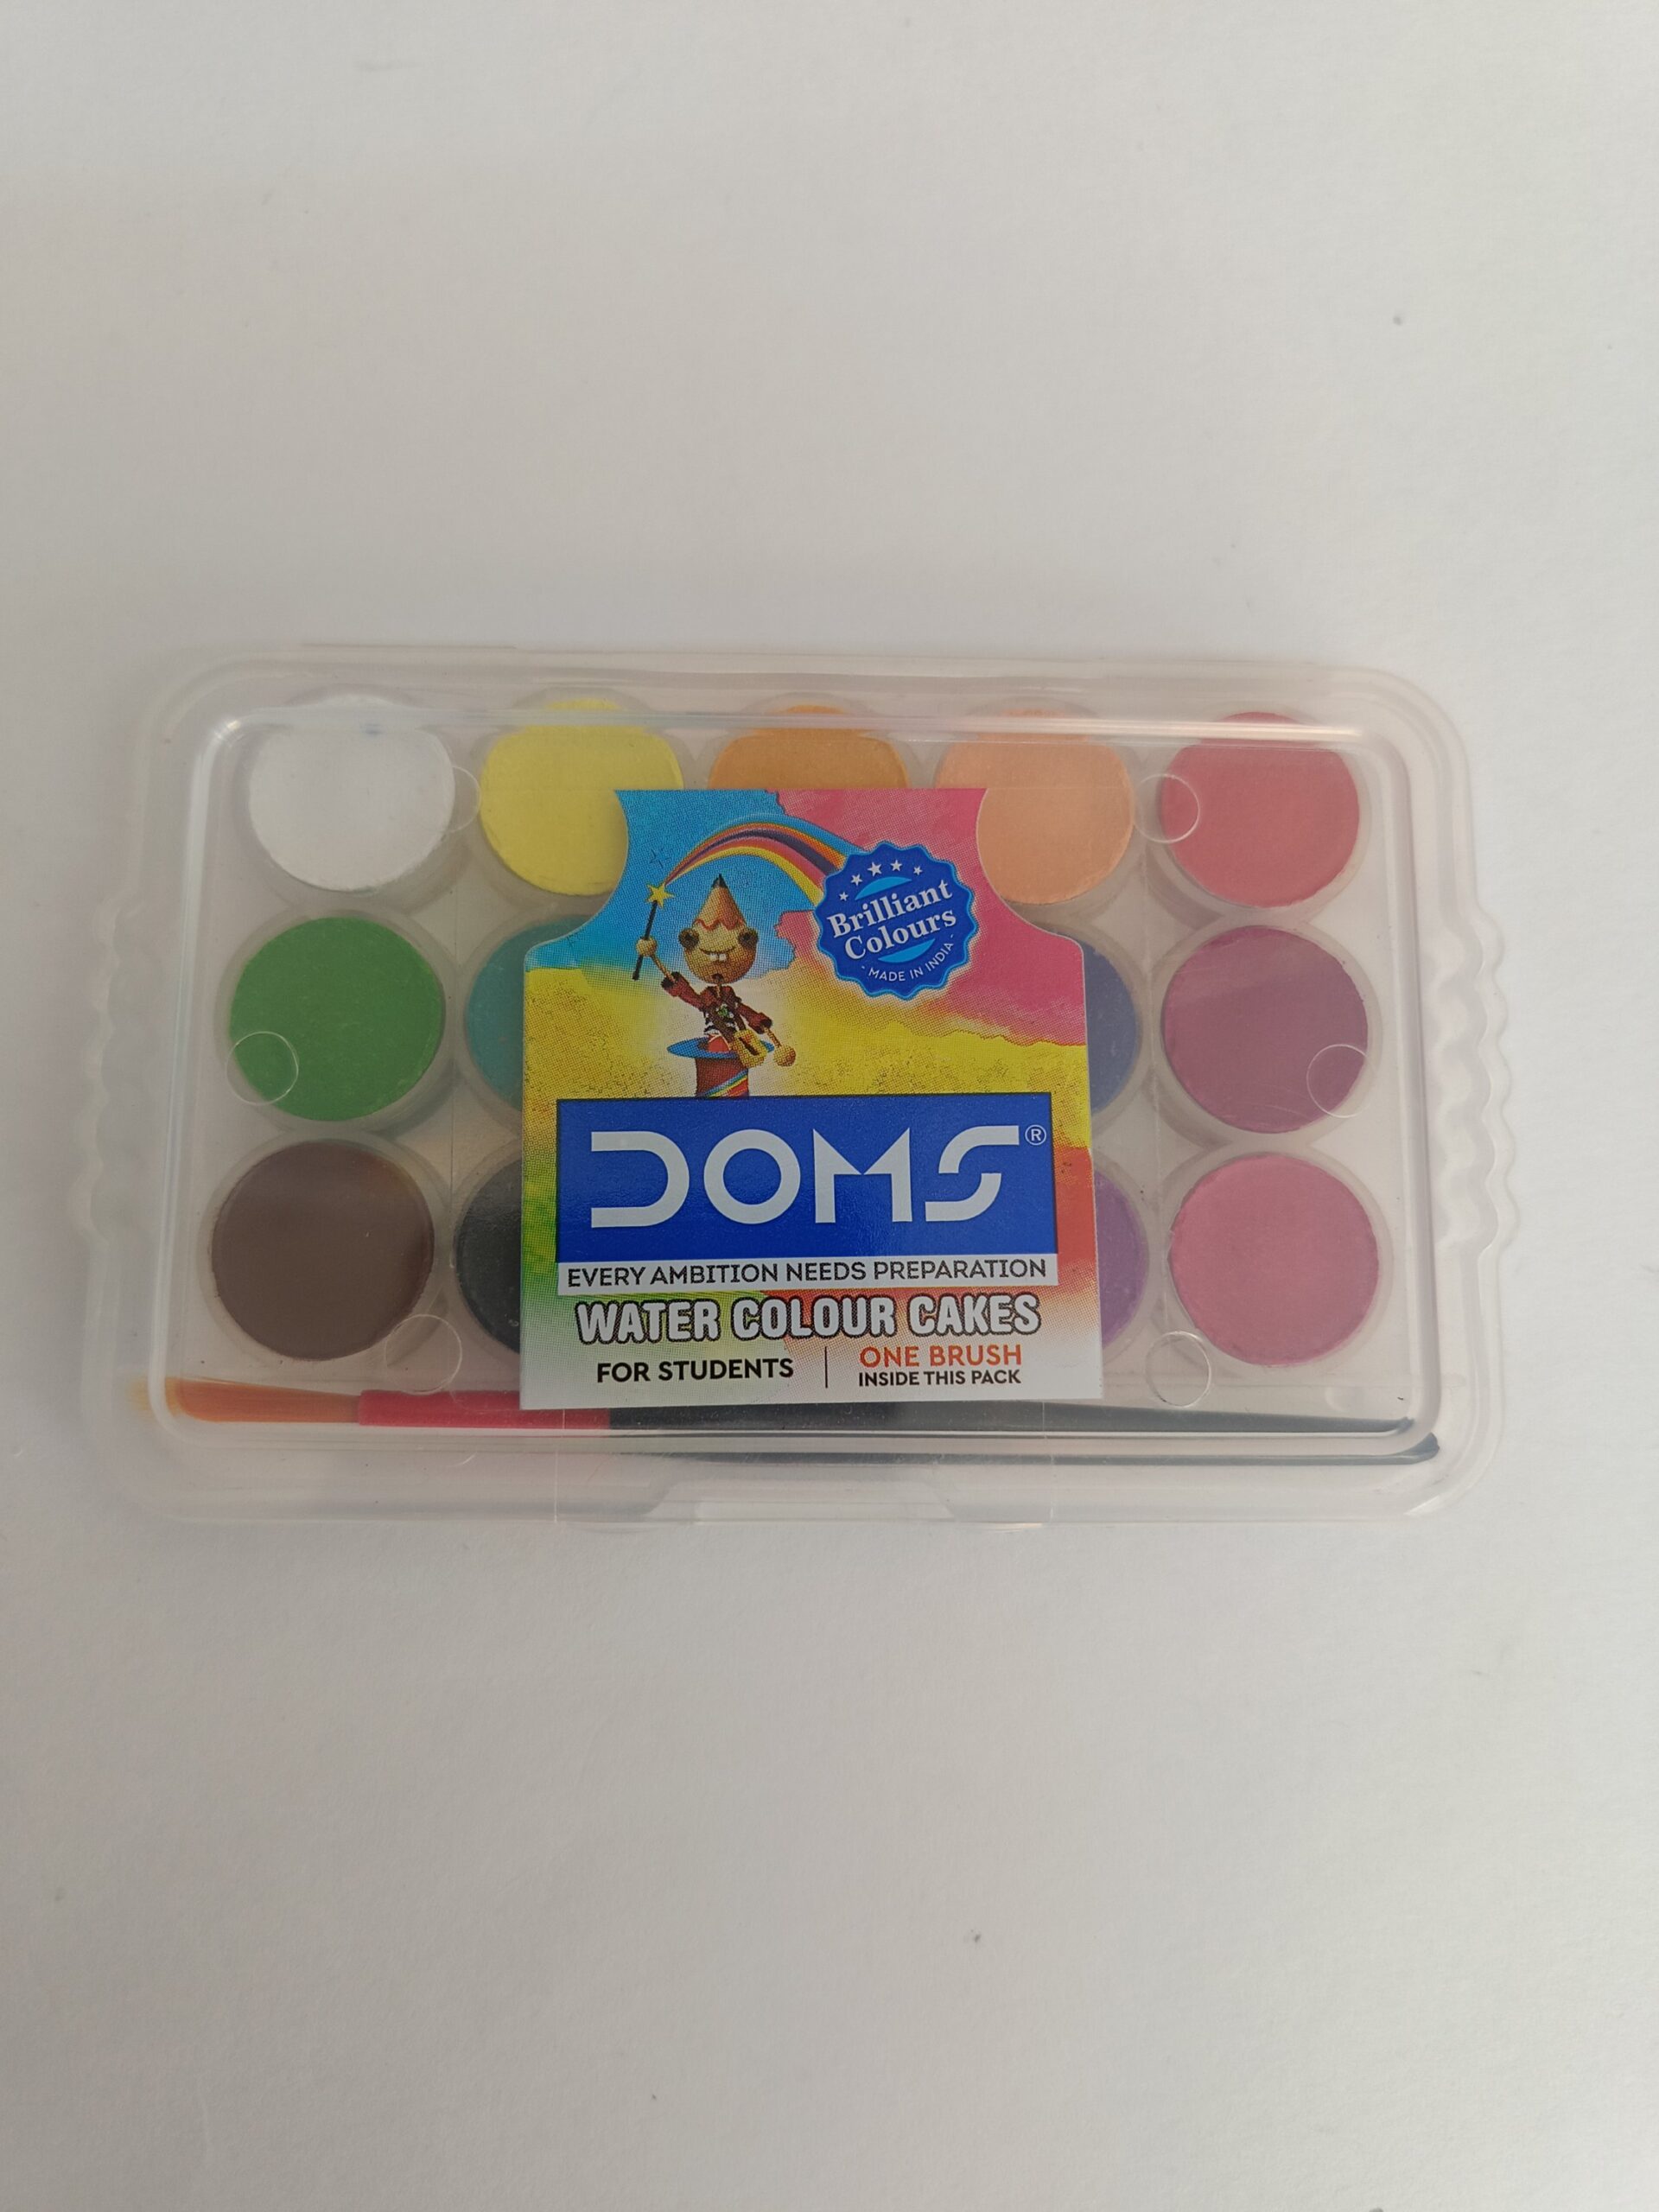 Brilliant
Colours
· MADE IN INDIA ·
DOMS®
EVERY AMBITION NEEDS PREPARATION
WATER COLOUR CAKES
FOR STUDENTS
ONE BRUSH
INSIDE THIS PACK